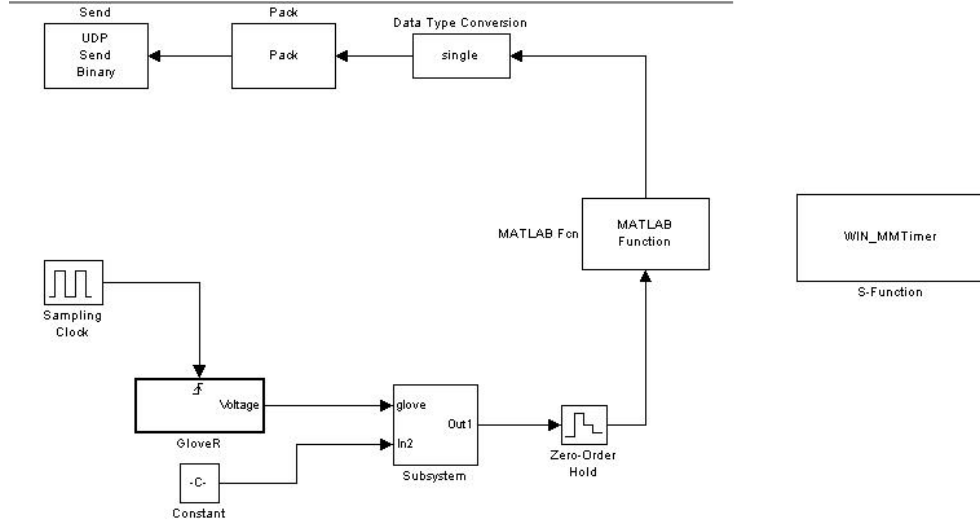 Send
UDP
Send
Binary
Pack
Pack
Data Type Conversion
single
MATLAB Fcn
MATLAB
Function
WIN_MMTimer
S-Function
Sampling
Clock
Voltage
GloveR
glove
In2
Out1
Subsystem
Zero-Order
Hold
-C-
Constant